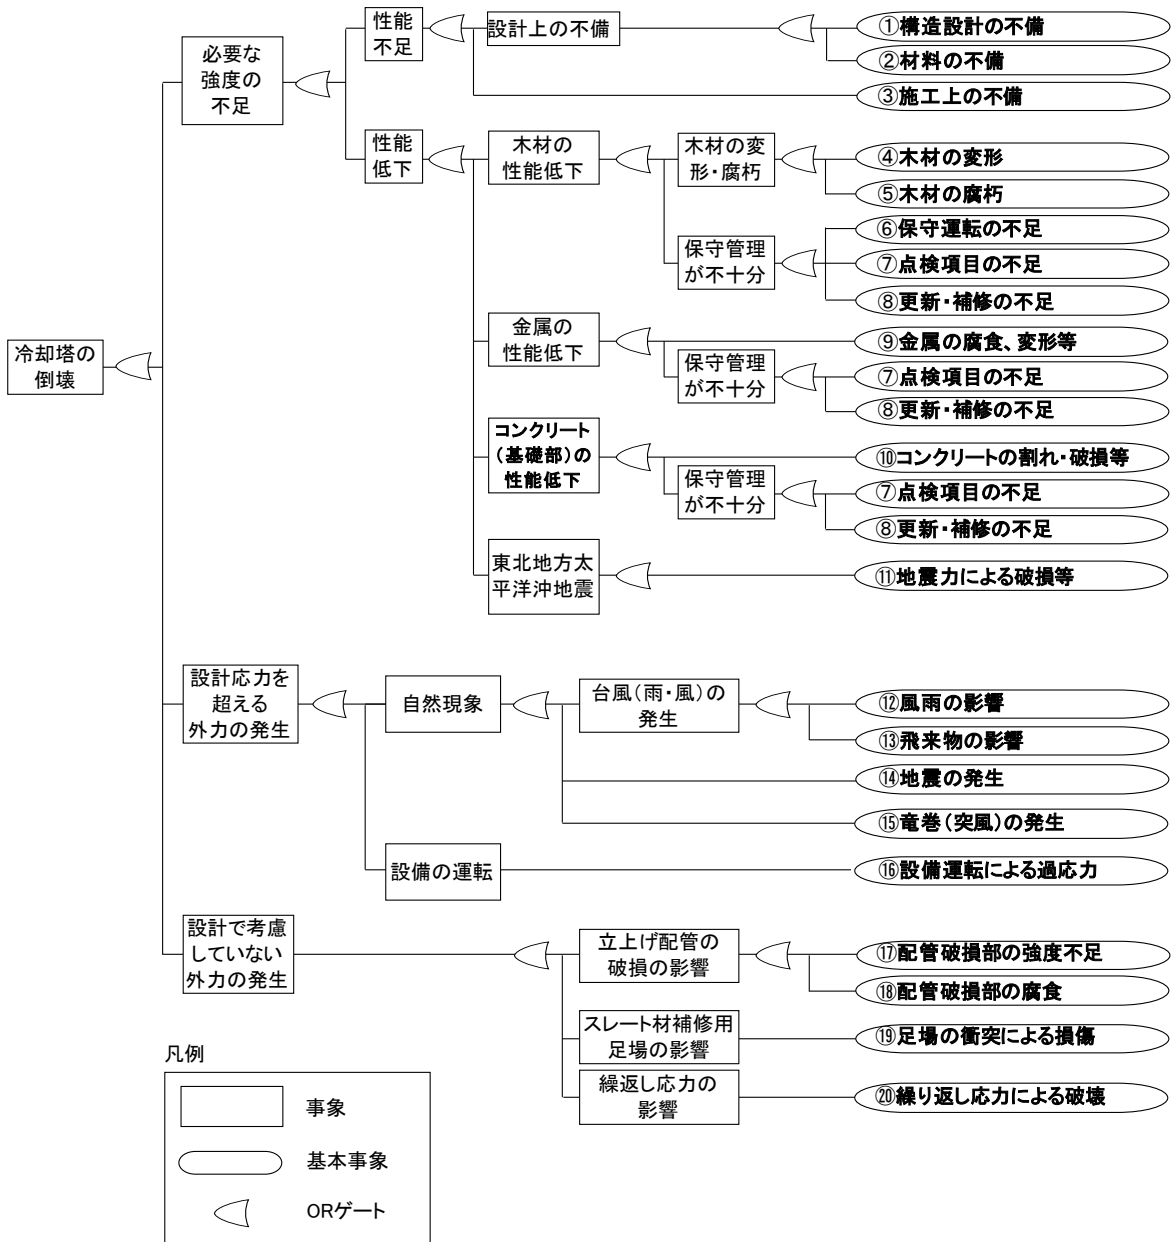 冷却塔の
倒壊
必要な
強度の
不足
性能
不足
設計上の不備
①構造設計の不備
②材料の不備
③施工上の不備
性能
低下
木材の
性能低下
木材の変
形・腐朽
④木材の変形
⑤木材の腐朽
保守管理
が不十分
⑥保守運転の不足
⑦点検項目の不足
⑧更新・補修の不足
金属の
性能低下
⑨金属の腐食、変形等
保守管理
が不十分
⑦点検項目の不足
⑧更新・補修の不足
コンクリート
(基礎部)の
性能低下
⑩コンクリートの割れ・破損等
保守管理
が不十分
⑦点検項目の不足
⑧更新・補修の不足
東北地方太
平洋沖地震
⑪地震力による破損等
設計応力を
超える
外力の発生
自然現象
台風(雨・風)の
発生
⑫風雨の影響
⑬飛来物の影響
⑭地震の発生
⑮竜巻(突風)の発生
設備の運転
⑯設備運転による過応力
設計で考慮
していない
外力の発生
立上げ配管の
破損の影響
⑰配管破損部の強度不足
⑱配管破損部の腐食
スレート材補修用
足場の影響
⑲足場の衝突による損傷
繰返し応力の
影響
⑳繰り返し応力による破壊
凡例
事象
基本事象
ORゲート